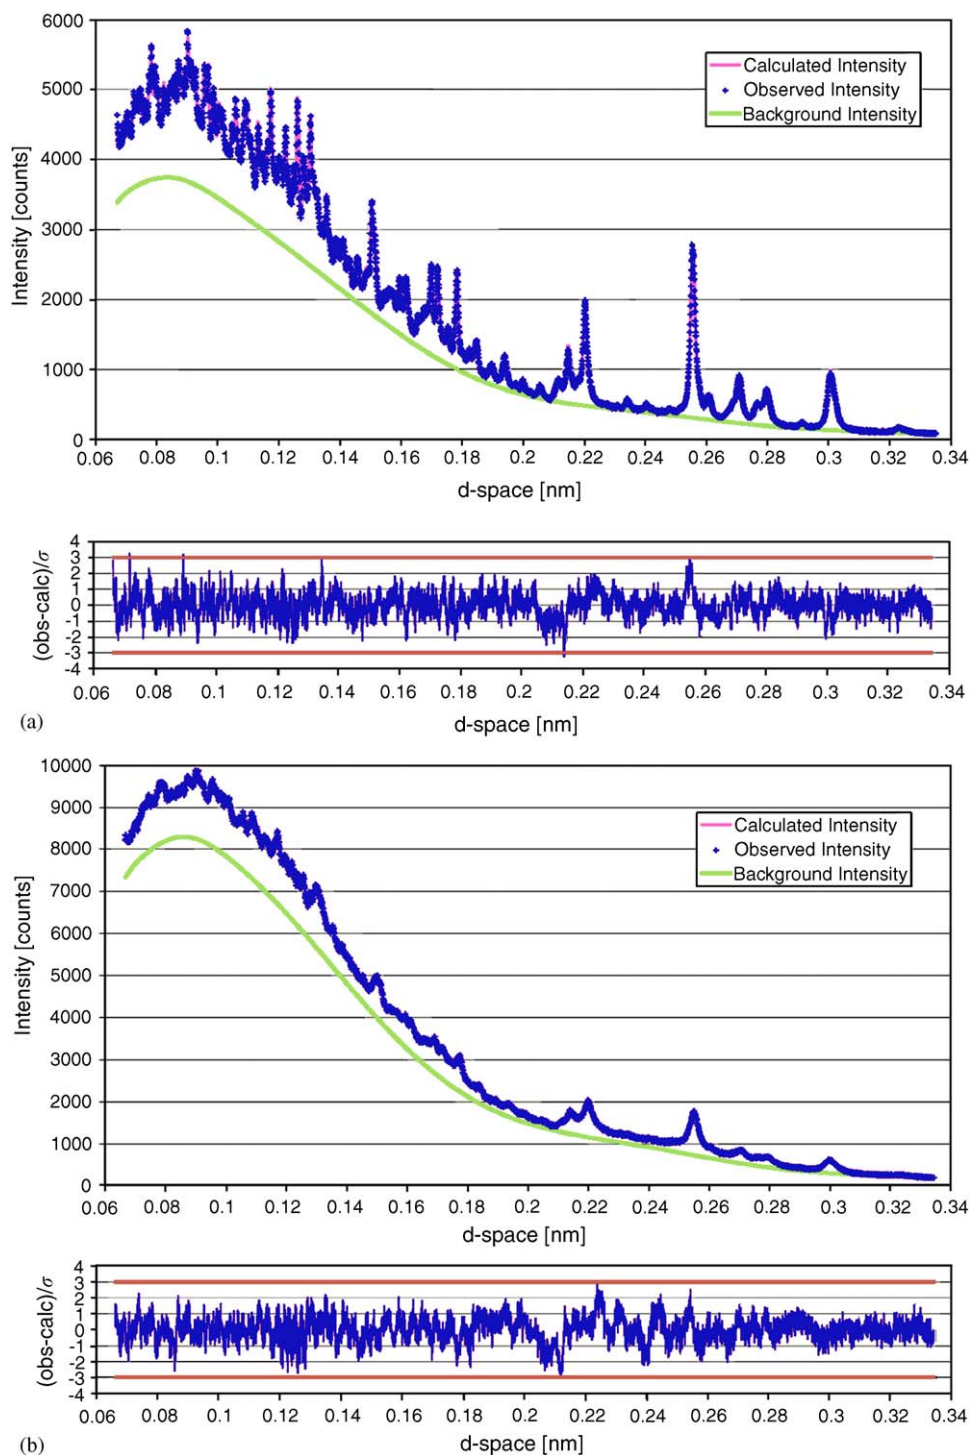 6000
5000
4000
3000
2000
1000
0
Intensity [counts]
Calculated Intensity
Observed Intensity
Background Intensity
0.06 0.08 0.1 0.12 0.14 0.16 0.18 0.2 0.22 0.24 0.26 0.28 0.3 0.32 0.34
d-space [nm]
4
3
2
1
0
-1
-2
-3
-4
(obs-calc)/σ
0.06 0.08 0.1 0.12 0.14 0.16 0.18 0.2 0.22 0.24 0.26 0.28 0.3 0.32 0.34
d-space [nm]
(a)
10000
9000
8000
7000
6000
5000
4000
3000
2000
1000
0
Intensity [counts]
Calculated Intensity
Observed Intensity
Background Intensity
0.06 0.08 0.1 0.12 0.14 0.16 0.18 0.2 0.22 0.24 0.26 0.28 0.3 0.32 0.34
d-space [nm]
4
3
2
1
0
-1
-2
-3
-4
(obs-calc)/σ
0.06 0.08 0.1 0.12 0.14 0.16 0.18 0.2 0.22 0.24 0.26 0.28 0.3 0.32 0.34
d-space [nm]
(b)